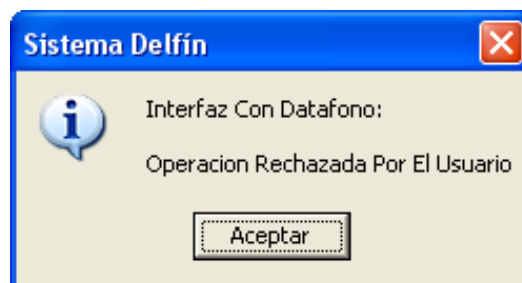 Sistema Delfín
Interfaz Con Datafono:
Operacion Rechazada Por El Usuario
Aceptar